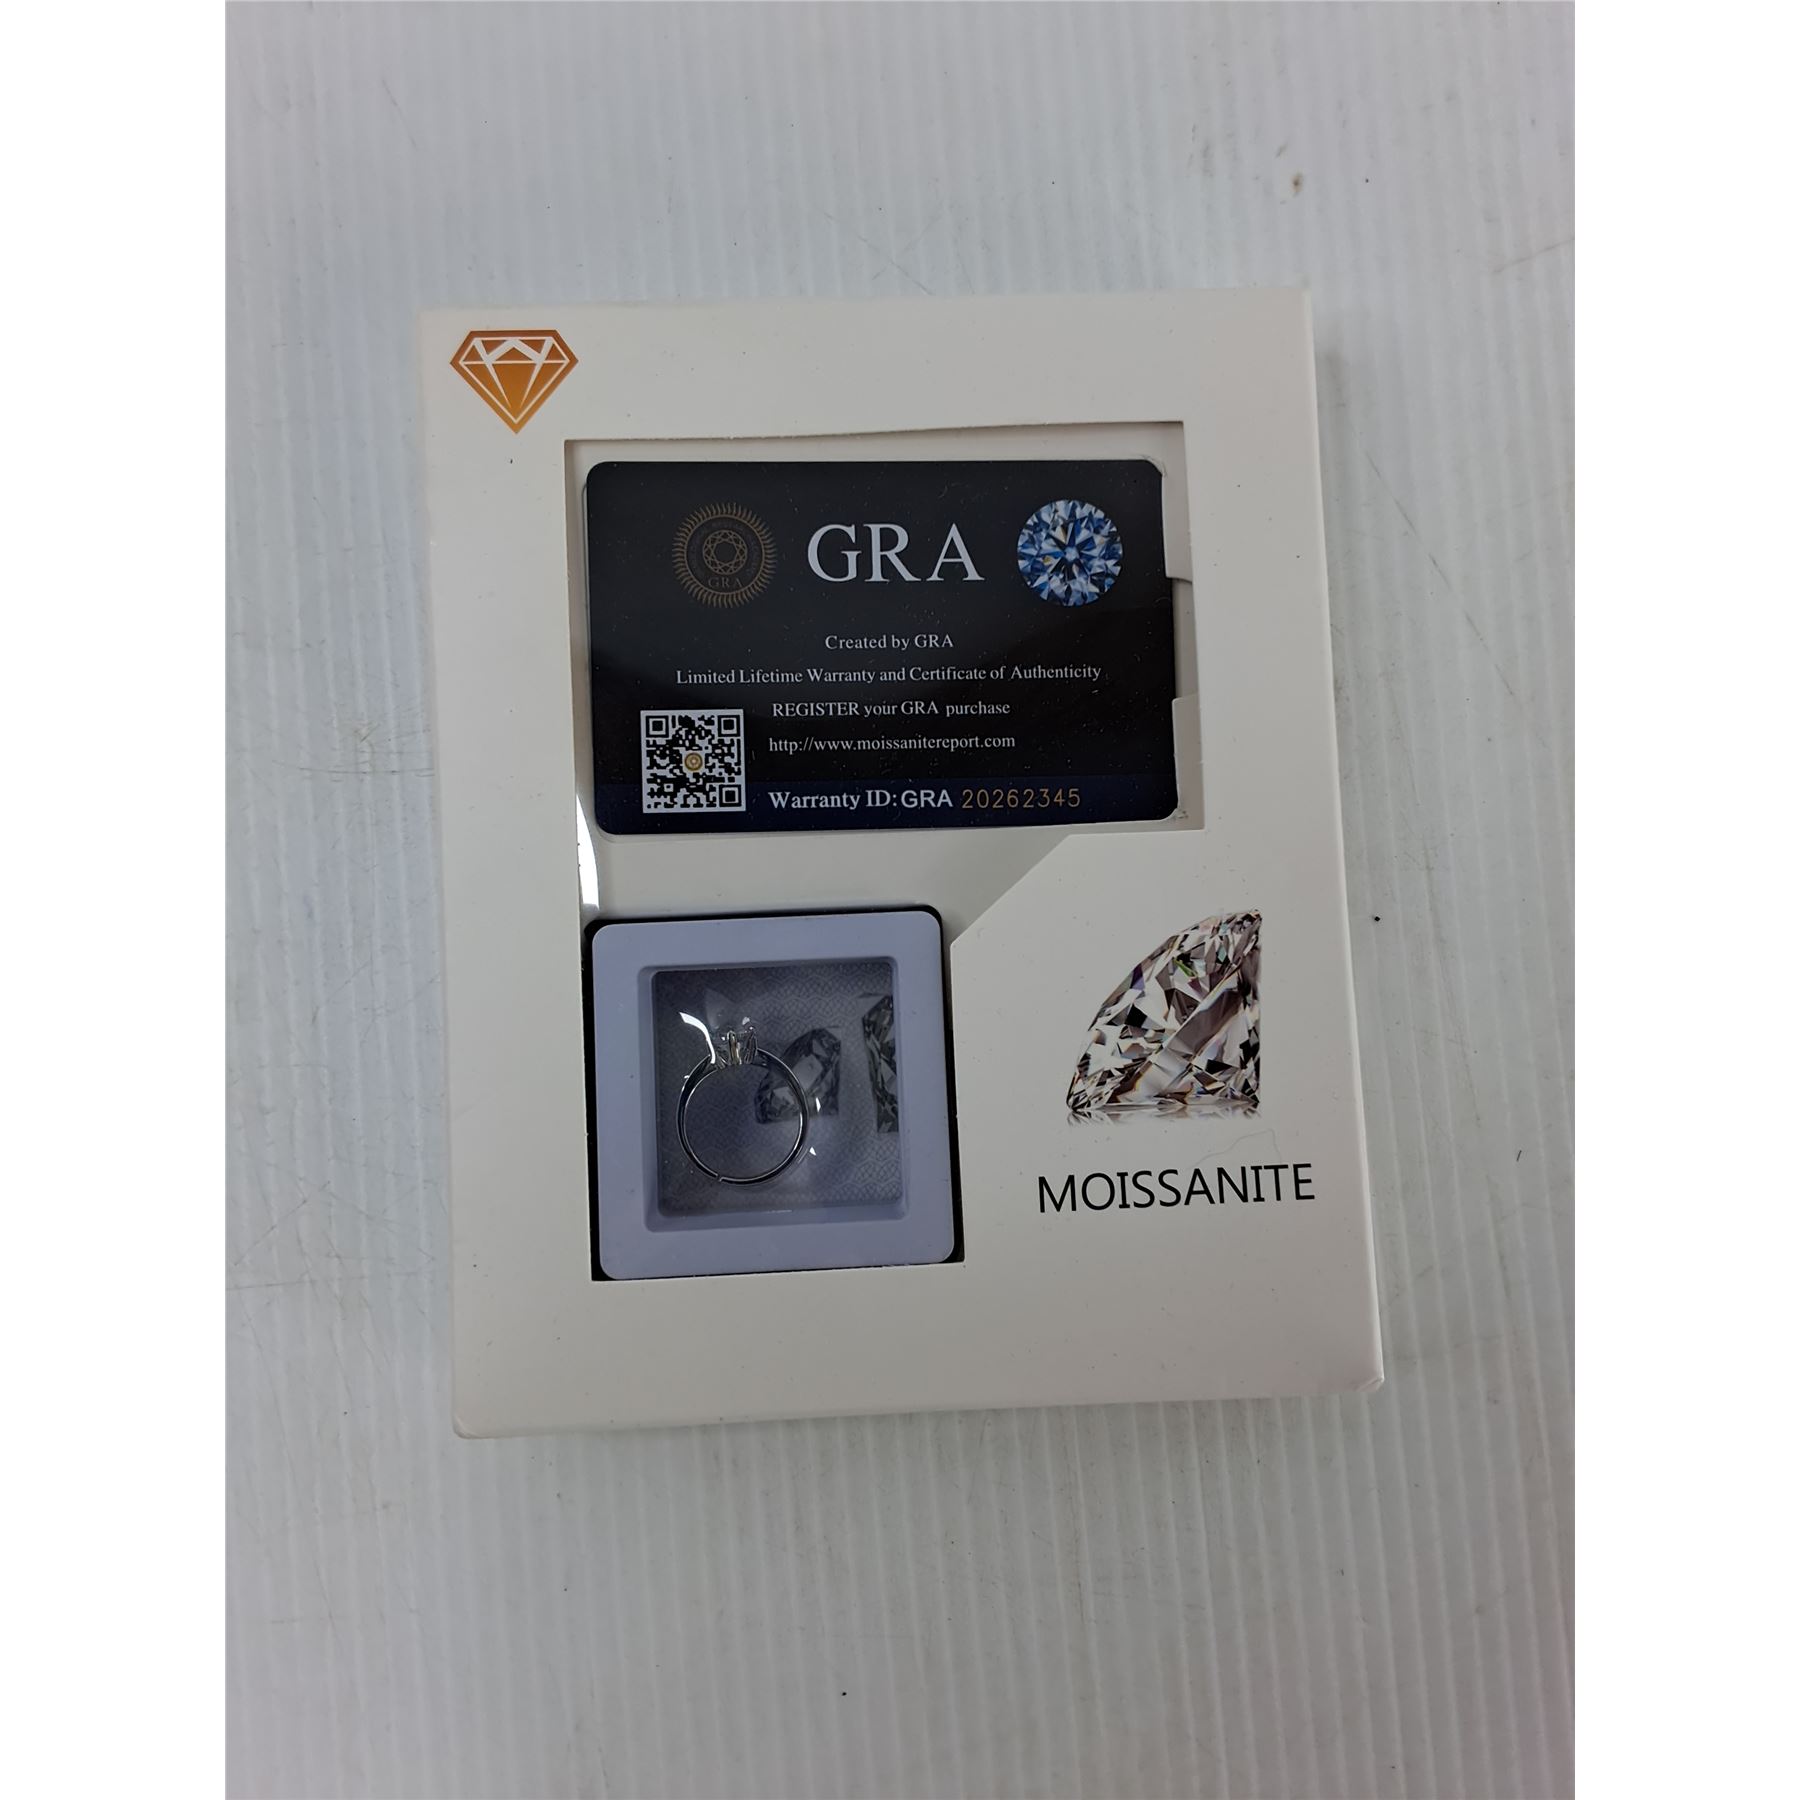 GRA
GRA
Created by GRA
Limited Lifetime Warranty and Certificate of Authenticity
REGISTER your GRA purchase
http://www.moissanitereport.com
Warranty ID: GRA 20262345
MOISSANITE